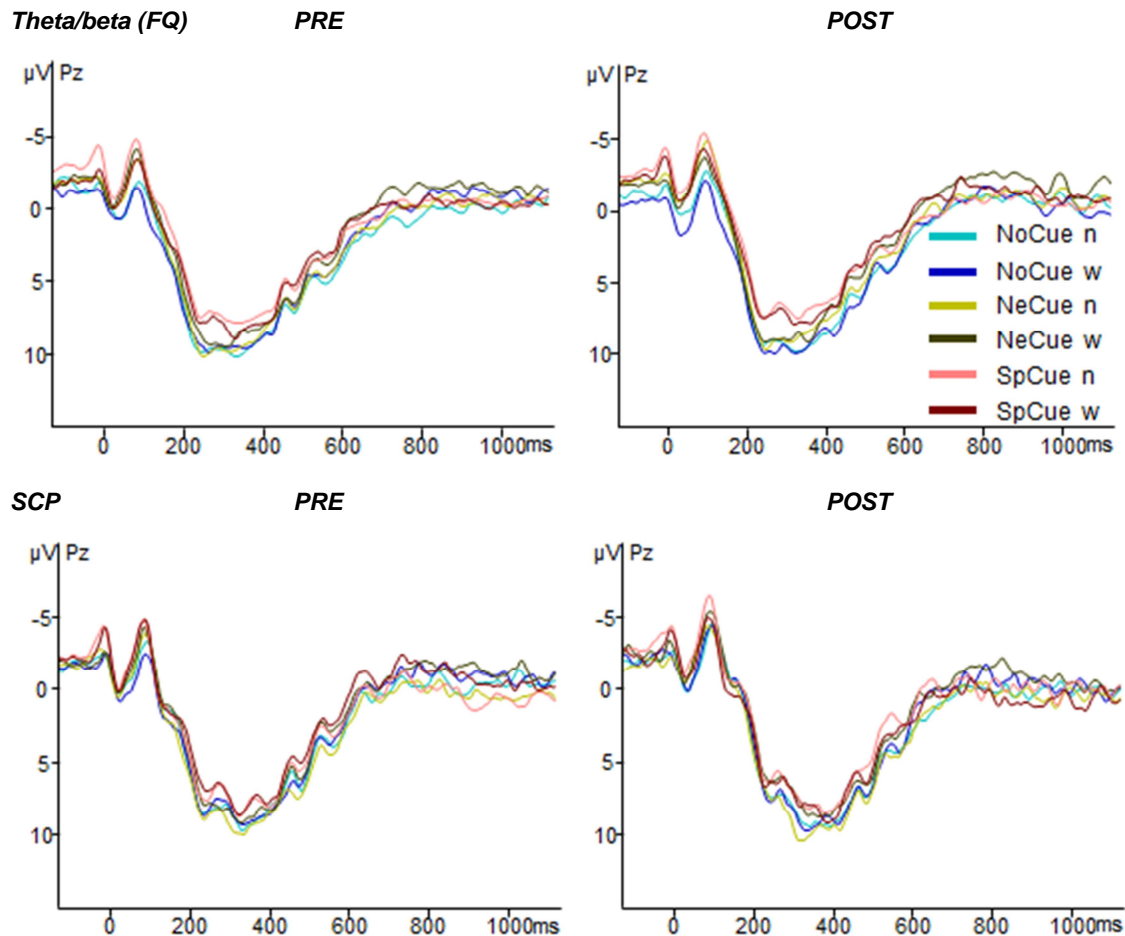 Theta/beta (FQ) PRE POST
µV Pz µV Pz
-5 -5
0 0
NoCue n
NoCue w
5 5
NeCue n
NeCue w
10 10
SpCue n
SpCue w
0 200 400 600 800 1000ms 0 200 400 600 800 1000ms
SCP PRE POST
µV Pz µV Pz
-5 -5
0 0
5 5
10 10
0 200 400 600 800 1000ms 0 200 400 600 800 1000ms